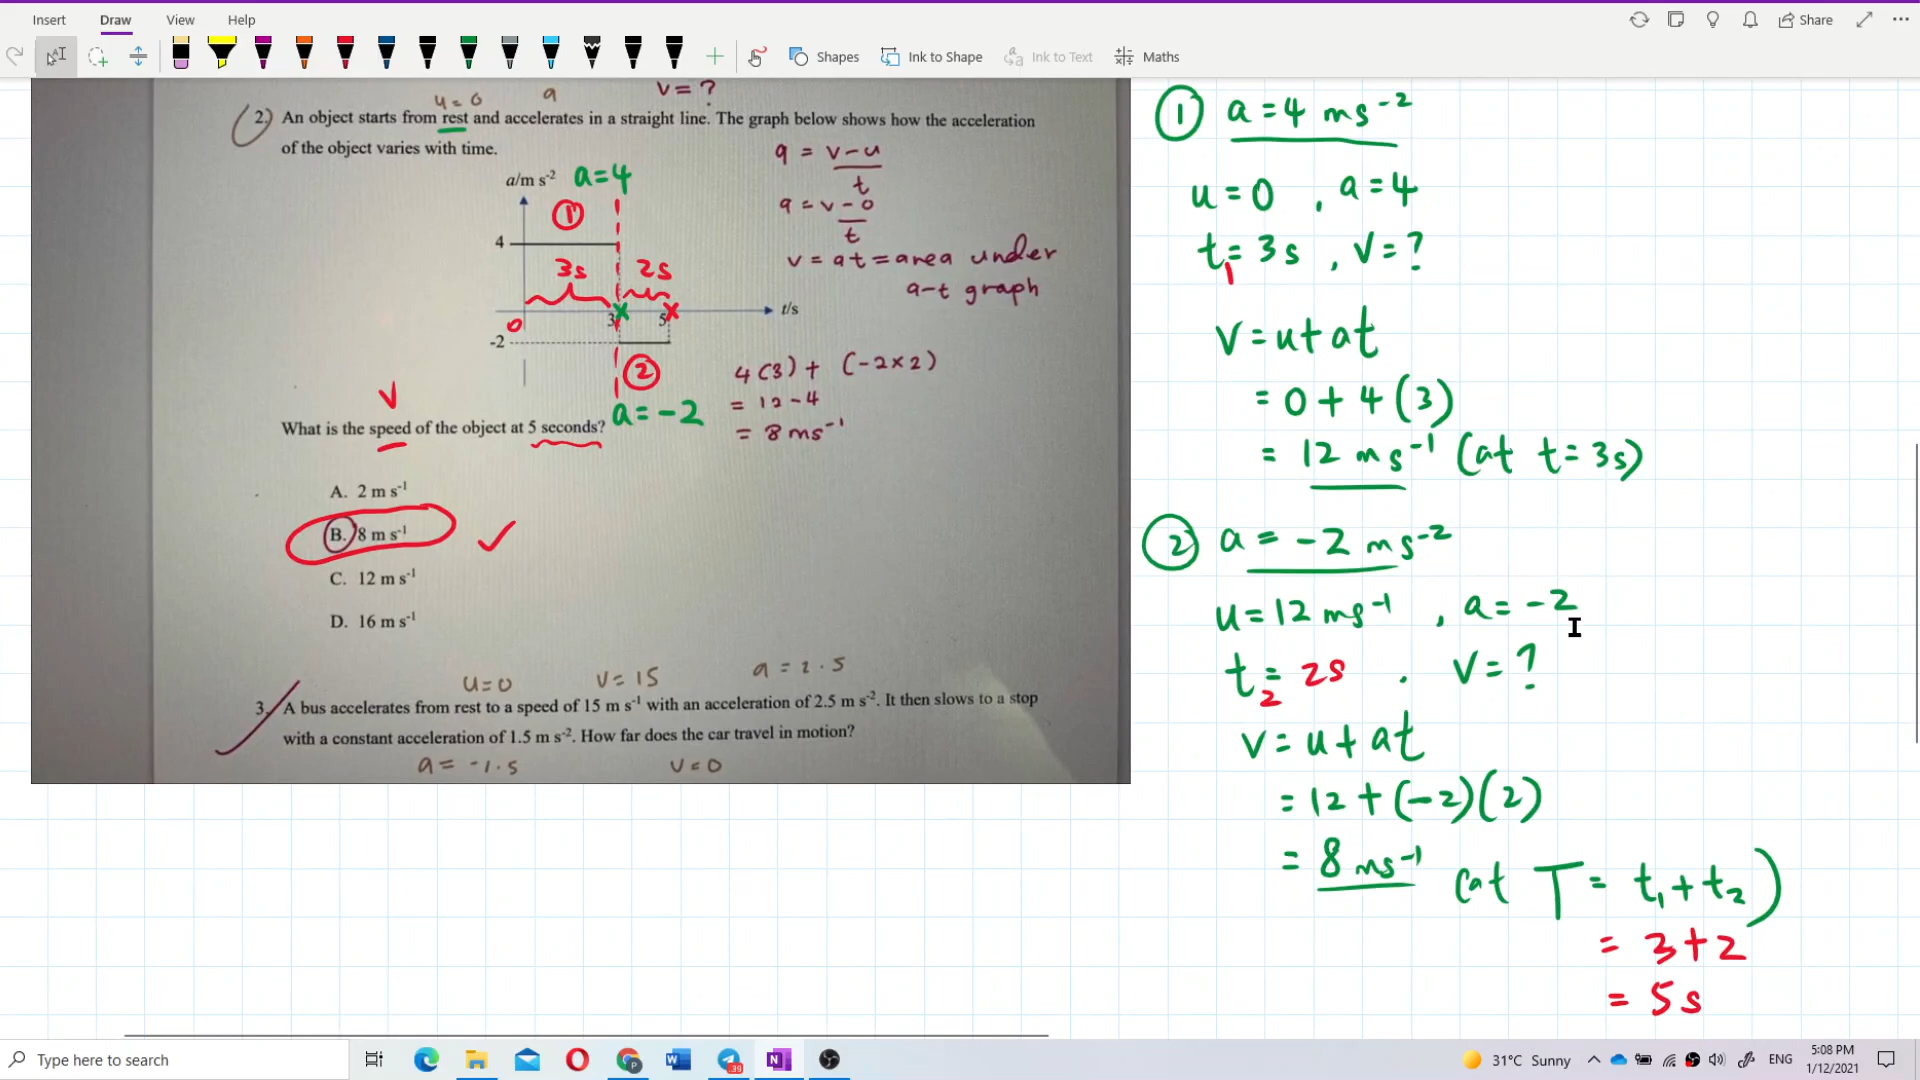 Insert Draw View Help Share
Shapes Ink to Shape Ink to Text Maths
u = 0 a v = ?
2. An object starts from rest and accelerates in a straight line. The graph below shows how the acceleration
of the object varies with time.
a/m s⁻² a=4
①
4
3s 2s
0 3 5 t/s
-2
②
a = -2
a = v-u
t
a = v-0
t
v = at = area under
a-t graph
4(3) + (-2×2)
= 12-4
= 8 ms⁻¹
V
What is the speed of the object at 5 seconds?
A. 2 m s⁻¹
B. 8 m s⁻¹
C. 12 m s⁻¹
D. 16 m s⁻¹
u=0 v=15 a = 2.5
3. A bus accelerates from rest to a speed of 15 m s⁻¹ with an acceleration of 2.5 m s⁻². It then slows to a stop
with a constant acceleration of 1.5 m s⁻². How far does the car travel in motion?
a = -1.5 v=0
① a = 4 ms⁻²
u = 0 , a = 4
t₁ = 3s , v = ?
v = u + at
= 0 + 4(3)
= 12 ms⁻¹ (at t = 3s)
② a = -2 ms⁻²
u = 12 ms⁻¹ , a = -2
t₂ = 2s . v = ?
v = u + at
= 12 + (-2)(2)
= 8 ms⁻¹ (at T = t₁ + t₂)
= 3 + 2
= 5s
Type here to search
39
31°C Sunny
ENG
5:08 PM
1/12/2021